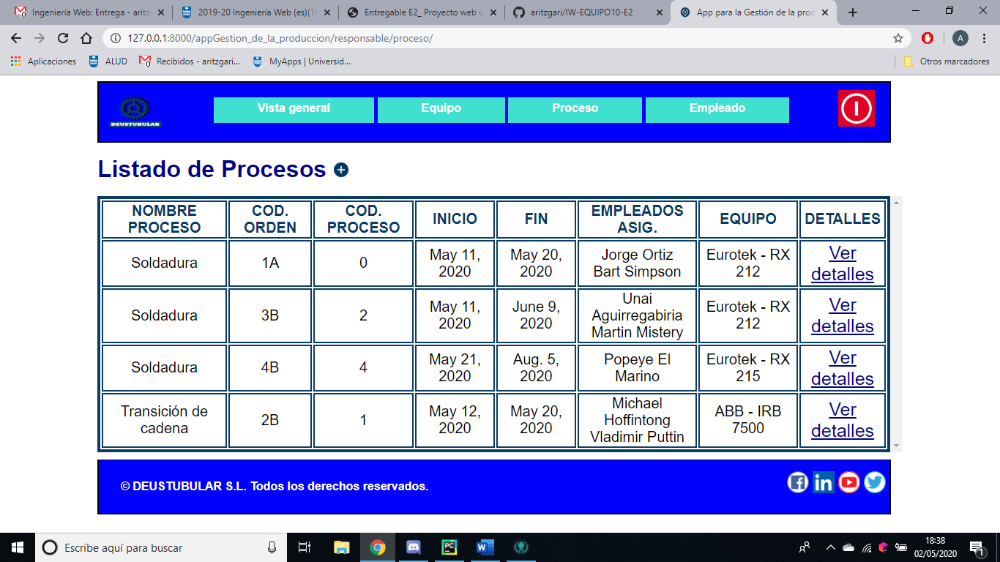 Ingeniería Web: Entrega - aritz
2019-20 Ingeniería Web (es)(1)
Entregable E2_ Proyecto web c
aritzgari/IW-EQUIPO10-E2
App para la Gestión de la prod
127.0.0.1:8000/appGestion_de_la_produccion/responsable/proceso/
A
Aplicaciones
ALUD
Recibidos - aritzgari...
MyApps | Universid...
Otros marcadores
DEUSTUBULAR
Vista general
Equipo
Proceso
Empleado
Listado de Procesos
NOMBRE PROCESO
COD. ORDEN
COD. PROCESO
INICIO
FIN
EMPLEADOS ASIG.
EQUIPO
DETALLES
Soldadura
1A
0
May 11, 2020
May 20, 2020
Jorge Ortiz
Bart Simpson
Eurotek - RX 212
Ver detalles
Soldadura
3B
2
May 11, 2020
June 9, 2020
Unai Aguirregabiria
Martin Mistery
Eurotek - RX 212
Ver detalles
Soldadura
4B
4
May 21, 2020
Aug. 5, 2020
Popeye El Marino
Eurotek - RX 215
Ver detalles
Transición de cadena
2B
1
May 12, 2020
May 20, 2020
Michael Hoffintong
Vladimir Puttin
ABB - IRB 7500
Ver detalles
© DEUSTUBULAR S.L. Todos los derechos reservados.
Escribe aquí para buscar
18:38
02/05/2020
1